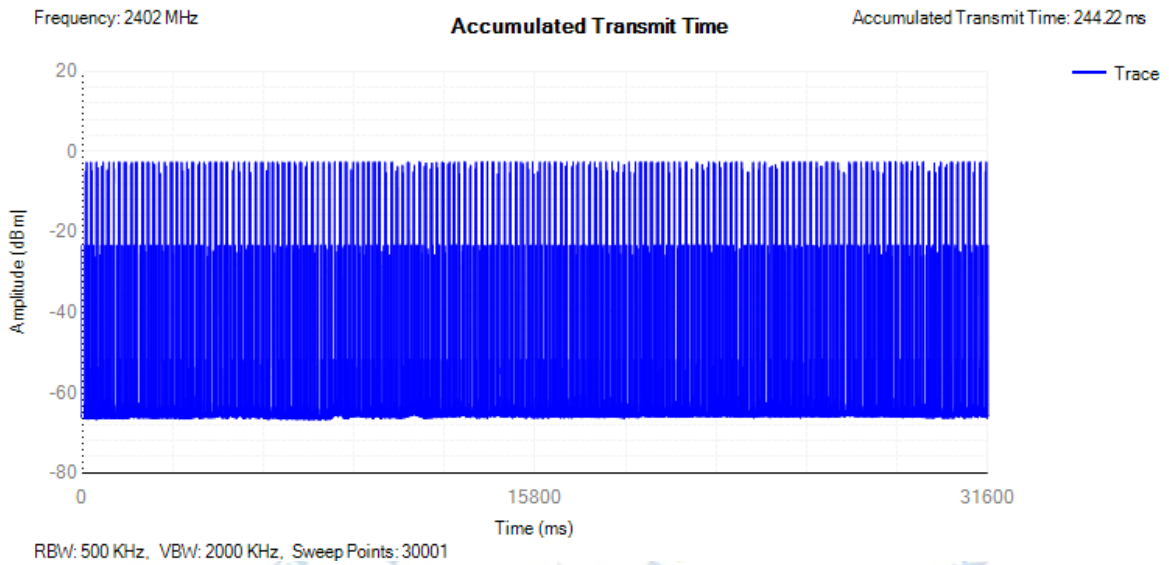 Frequency: 2402 MHz
Accumulated Transmit Time
Accumulated Transmit Time: 244.22 ms
Trace
Amplitude (dBm|
20
0
-20
-40
-60
-80
0 15800 31600
Time (ms)
RBW: 500 KHz, VBW: 2000 KHz, Sweep Points: 30001